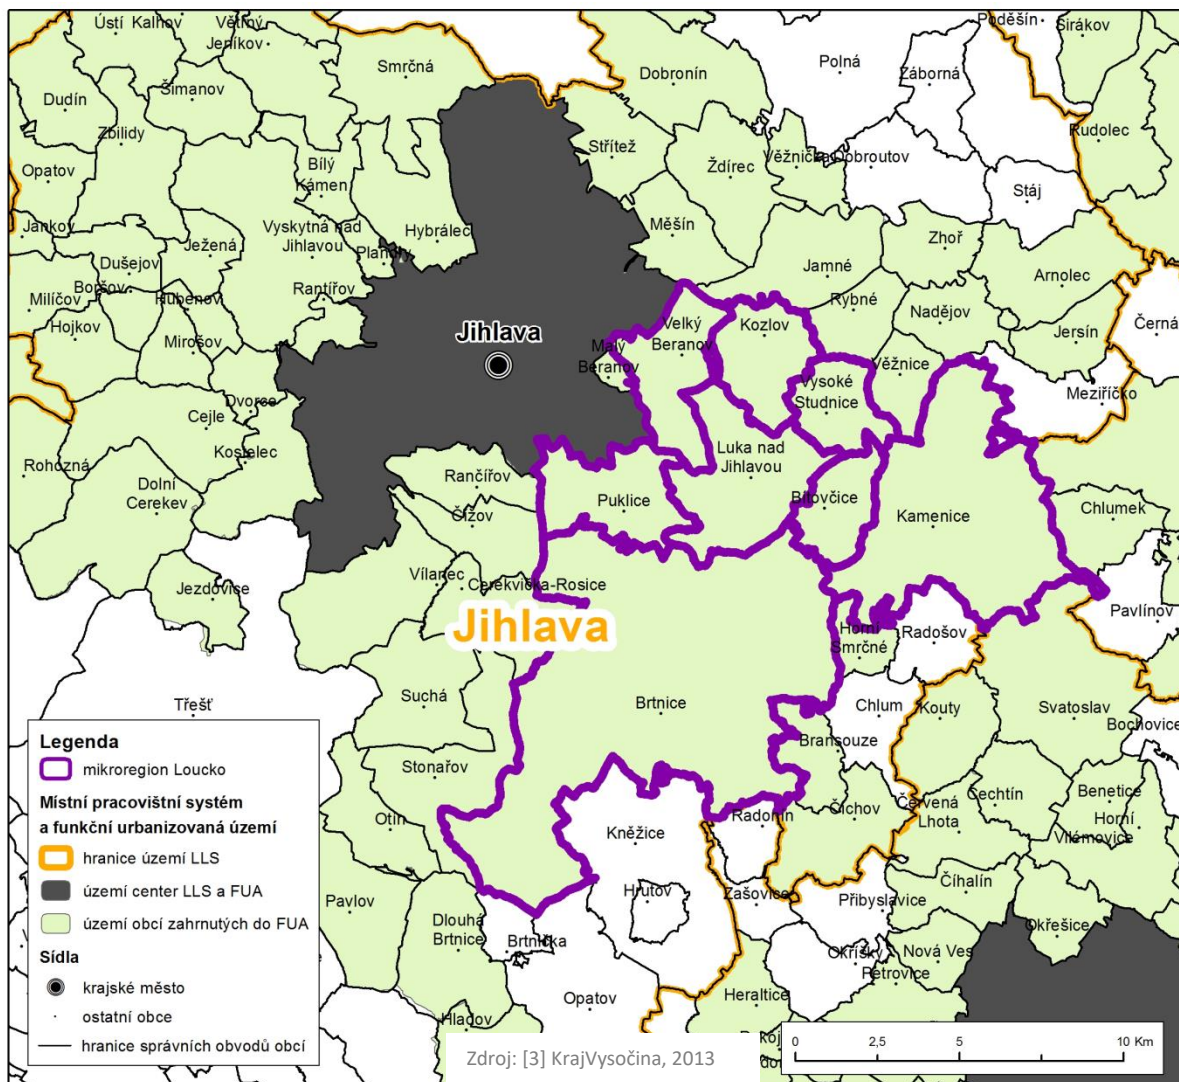 Ústí
Kalhov
Větrný
Jeníkov
Smrčná
Dobronín
Polná
Poděšín
Sirákov
Záborná
Dudín
Šimanov
Zbilidy
Opatov
Bílý
Kámen
Střítež
Ždírec
Věžnička
Dobroutov
Rudolec
Stáj
Jankov
Ježená
Vyskytná nad
Jihlavou
Hybrálec
Plandry
Měšín
Zhoř
Dušejov
Boršov
Milíčov
Hubenov
Rantířov
Jamné
Rybné
Arnolec
Hojkov
Mirošov
Jihlava
Velký
Beranov
Kozlov
Nadějov
Jersín
Černá
Malý
Beranov
Věžnice
Vysoké
Studnice
Meziříčko
Dvorce
Cejle
Kostelec
Rohozná
Dolní
Cerekev
Rančířov
Luka nad
Jihlavou
Puklice
Bítovčice
Kamenice
Chlumek
Čížov
Vílanec
Cerekvička-Rosice
Jezdovice
Jihlava
Pavlínov
Horní
Smrčné
Radošov
Třešť
Suchá
Brtnice
Chlum
Kouty
Svatoslav
Bochovice
Bransouze
Stonařov
Otín
Čichov
Červená
Lhota
Čechtín
Benetice
Horní
Vilémovice
Kněžice
Radonín
Pavlov
Hrutov
Zašovice
Přibyslavice
Číhalín
Dlouhá
Brtnice
Brtnička
Okříšky
Nová Ves
Petrovice
Okřešice
Opatov
Heraltice
Hladov
Legenda
mikroregion Loucko
Místní pracovištní systém
a funkční urbanizovaná území
hranice území LLS
území center LLS a FUA
území obcí zahrnutých do FUA
Sídla
krajské město
ostatní obce
hranice správních obvodů obcí
Zdroj: [3] KrajVysočina, 2013
0 2,5 5 10 Km